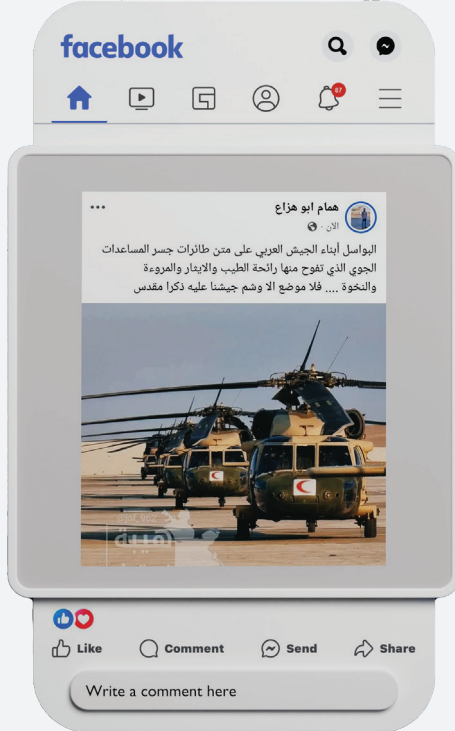 facebook
87
همام ابو هزاع
الآن
البواسل أبناء الجيش العربي على متن طائرات جسر المساعدات
الجوي الذي تفوح منها رائحة الطيب والايثار والمروءة
والنخوة .... فلا موضع الا وشم جيشنا عليه ذكرا مقدس
هيبة
Like
Comment
Send
Share
Write a comment here